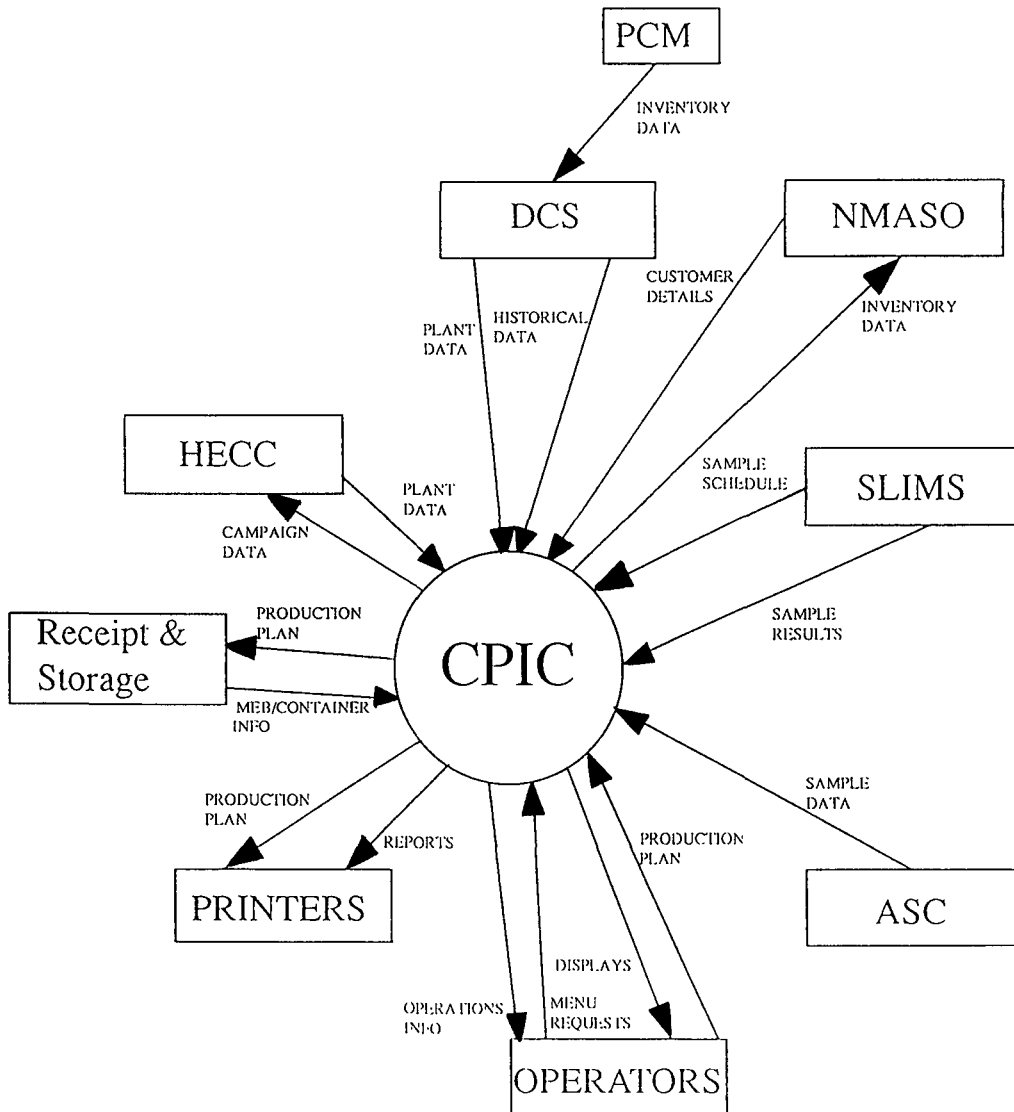 PCM
INVENTORY
DATA
DCS
NMASO
CUSTOMER
DETAILS
INVENTORY
DATA
PLANT
DATA
HISTORICAL
DATA
HECC
PLANT
DATA
CAMPAIGN
DATA
SAMPLE
SCHEDULE
SLIMS
SAMPLE
RESULTS
Receipt &
Storage
PRODUCTION
PLAN
MEB/CONTAINER
INFO
CPIC
PRODUCTION
PLAN
REPORTS
PRINTERS
PRODUCTION
PLAN
SAMPLE
DATA
ASC
OPERATIONS
INFO
DISPLAYS
MENU
REQUESTS
OPERATORS